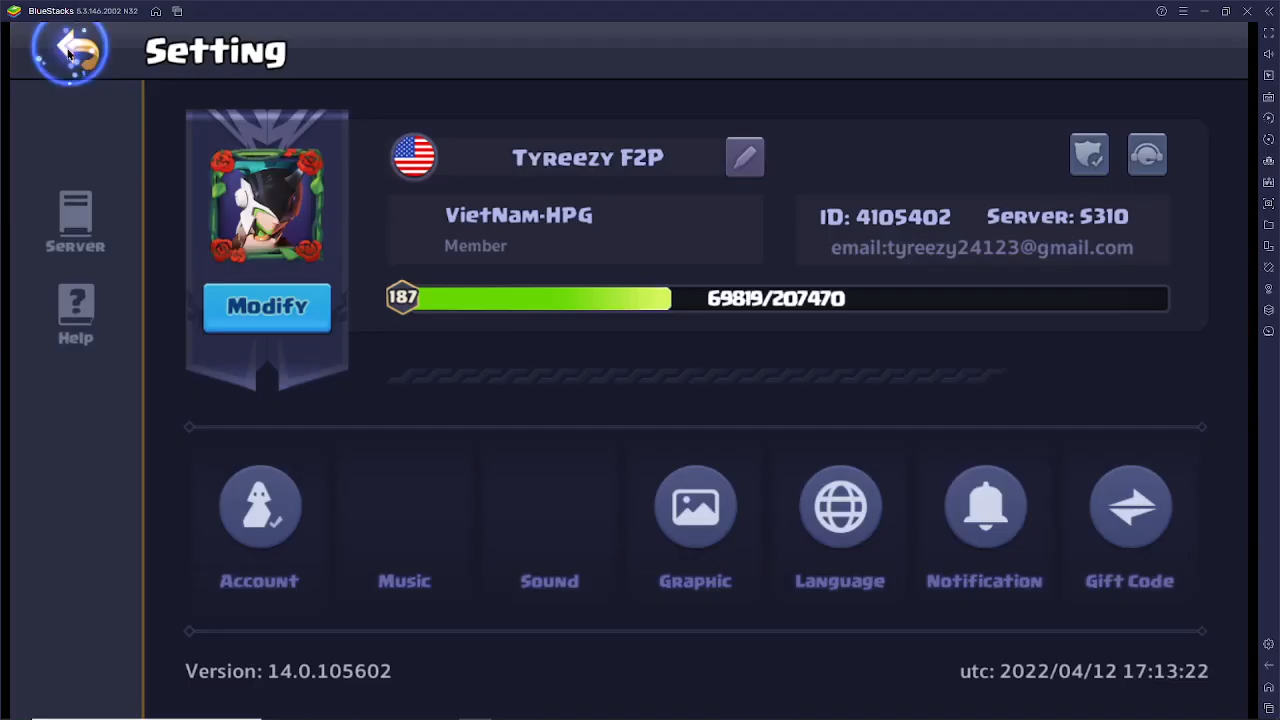 BlueStacks 5.3.146.2002 N32
Setting
Tyreezy F2P
VietNam·HPG
Member
ID: 4105402 Server: S310
email:tyreezy24123@gmail.com
187
69819/207470
Modify
Server
Help
Account
Music
Sound
Graphic
Language
Notification
Gift Code
Version: 14.0.105602
utc: 2022/04/12 17:13:22